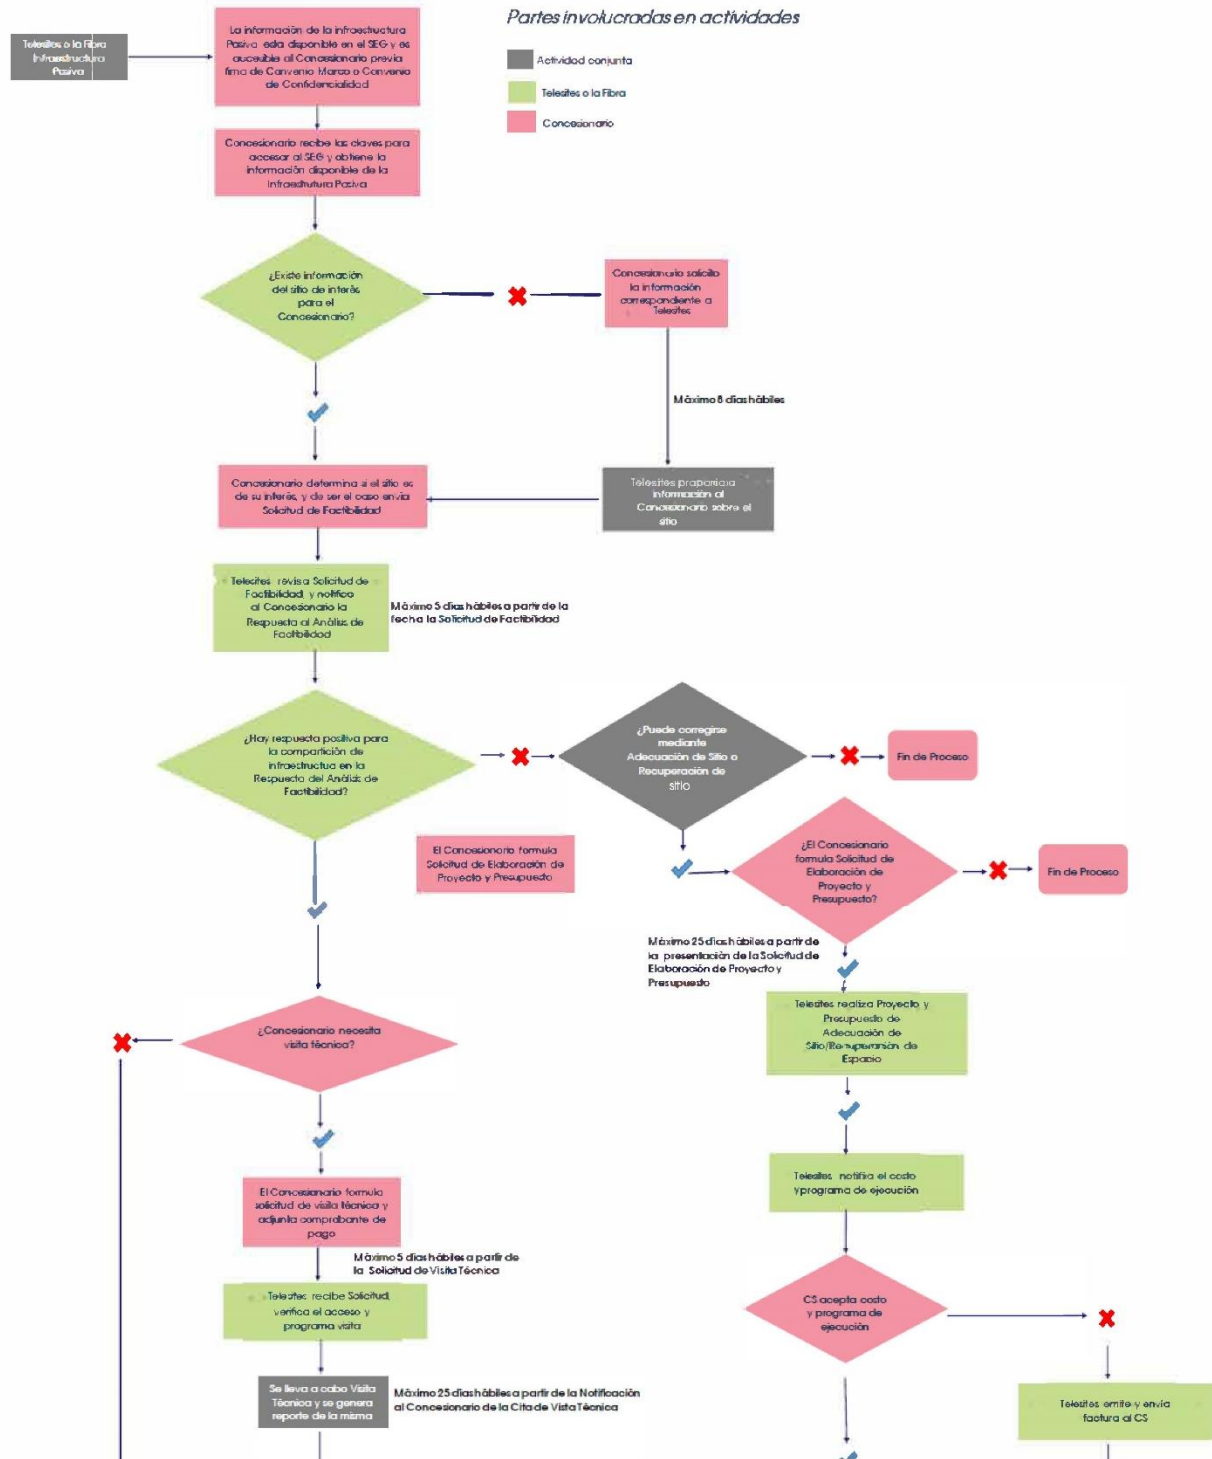 Partes involucradas en actividades
Actividad conjunta
Telesites o la Fibra
Concesionario
Telesites o la Fibra
Infraestructura
Pasiva
La información de la infraestructura
Pasiva esta disponible en el SEG y es
accesible al Concesionario previa
firma de Convenio Marco o Convenio
de Confidencialidad
Concesionario recibe las claves para
accesar al SEG y obtiene la
información disponible de la
Infraestrutura Pasiva
¿Existe información
del sitio de interés
para el
Concesionario?
Concesionario solicito
la información
correspondiente a
Telesites
Máximo 8 días hábiles
Telesites proporciona
información al
Concesionario sobre el
sitio
Concesionario determina si el sitio es
de su interés, y de ser el caso envia
Solicitud de Factibilidad
Telesites revisa Solicitud de
Factibilidad, y notifica
al Concesionario la
Respuesta al Análisis de
Factibilidad
Máximo 5 días hábiles a partir de la
fecha la Solicitud de Factibilidad
¿Hay respuesta positiva para
la compartición de
infraestructua en la
Respuesta del Análisis de
Factibilidad?
¿Puede corregirse
mediante
Adecuación de Sitio o
Recuperación de
sitio
Fin de Proceso
El Concesionario formula
Solicitud de Elaboración de
Proyecto y Presupuesto
¿El Concesionario
formula Solicitud de
Elaboración de
Proyecto y
Presupuesto?
Fin de Proceso
Máximo 25 días hábiles a partir de
la presentación de la Solicitud de
Elaboración de Proyecto y
Presupuesto
Telesites realiza Proyecto y
Presupuesto de
Adecuación de
Sitio/Recuperación de
Espacio
¿Concesionario necesita
visita técnica?
Telesites notifica el costo
y programa de ejecución
El Concesionario formula
solicitud de visita técnica y
adjunta comprobante de
pago
Máximo 5 días hábiles a partir de
la Solicitud de Visita Técnica
Telesites recibe Solicitud,
verifica el acceso y
programa visita
CS acepta costo
y programa de
ejecución
Se lleva a cabo Visita
Técnica y se genera
reporte de la misma
Máximo 25 días hábiles a partir de la Notificación
al Concesionario de la Cita de Vista Técnica
Telesites emite y envía
factura al CS